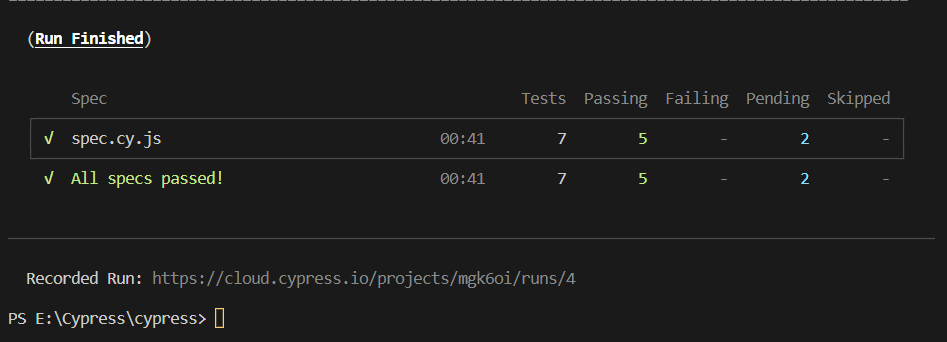 (Run Finished)
Spec Tests Passing Failing Pending Skipped
√ spec.cy.js 00:41 7 5 - 2 -
√ All specs passed! 00:41 7 5 - 2 -
Recorded Run: https://cloud.cypress.io/projects/mgk6oi/runs/4
PS E:\Cypress\cypress>